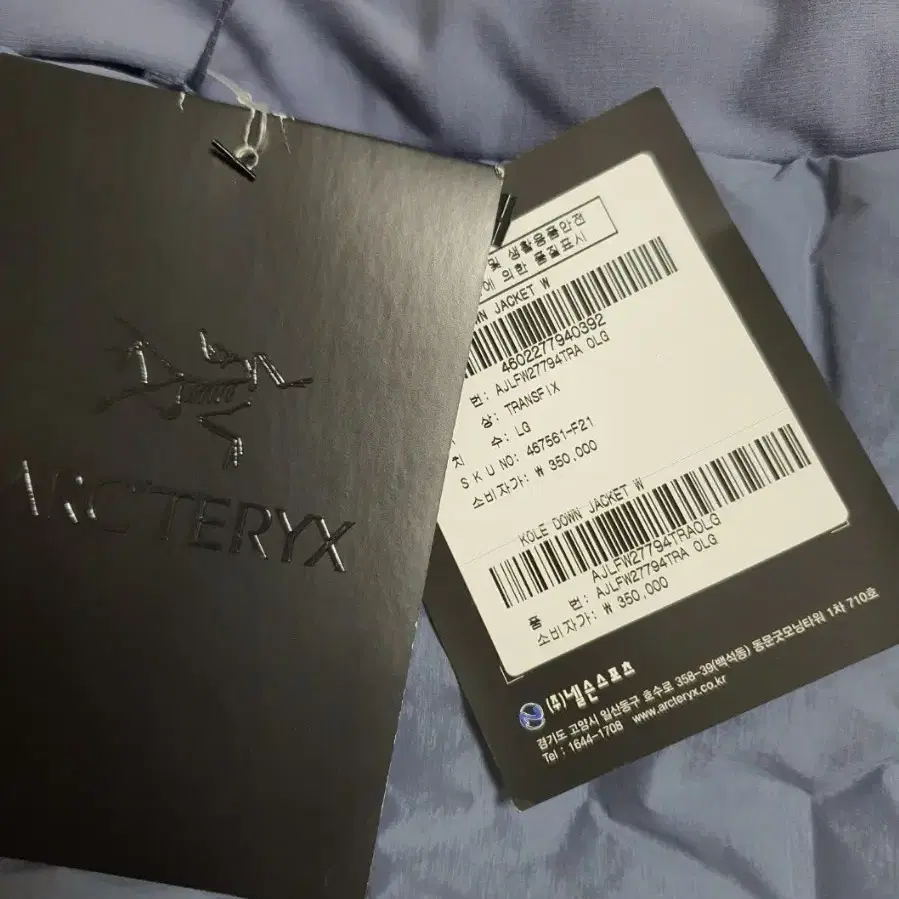 ARC'TERYX
및 생활용품안전
에 의한 품질표시
DOWN JACKET W
4602277940392
번: AJLFW27794TRA OLG
상: TRANSFIX
치 수: LG
S K U NO: 467561-F21
소비자가: ₩ 350,000
KOLE DOWN JACKET W
AJLFW27794TRAOLG
품 번: AJLFW27794TRA OLG
소비자가: ₩ 350,000
(주)넬슨스포츠
경기도 고양시 일산동구 호수로 358-39(백석동) 동문굿모닝타워 1차 710호
Tel : 1644-1708 www.arcteryx.co.kr